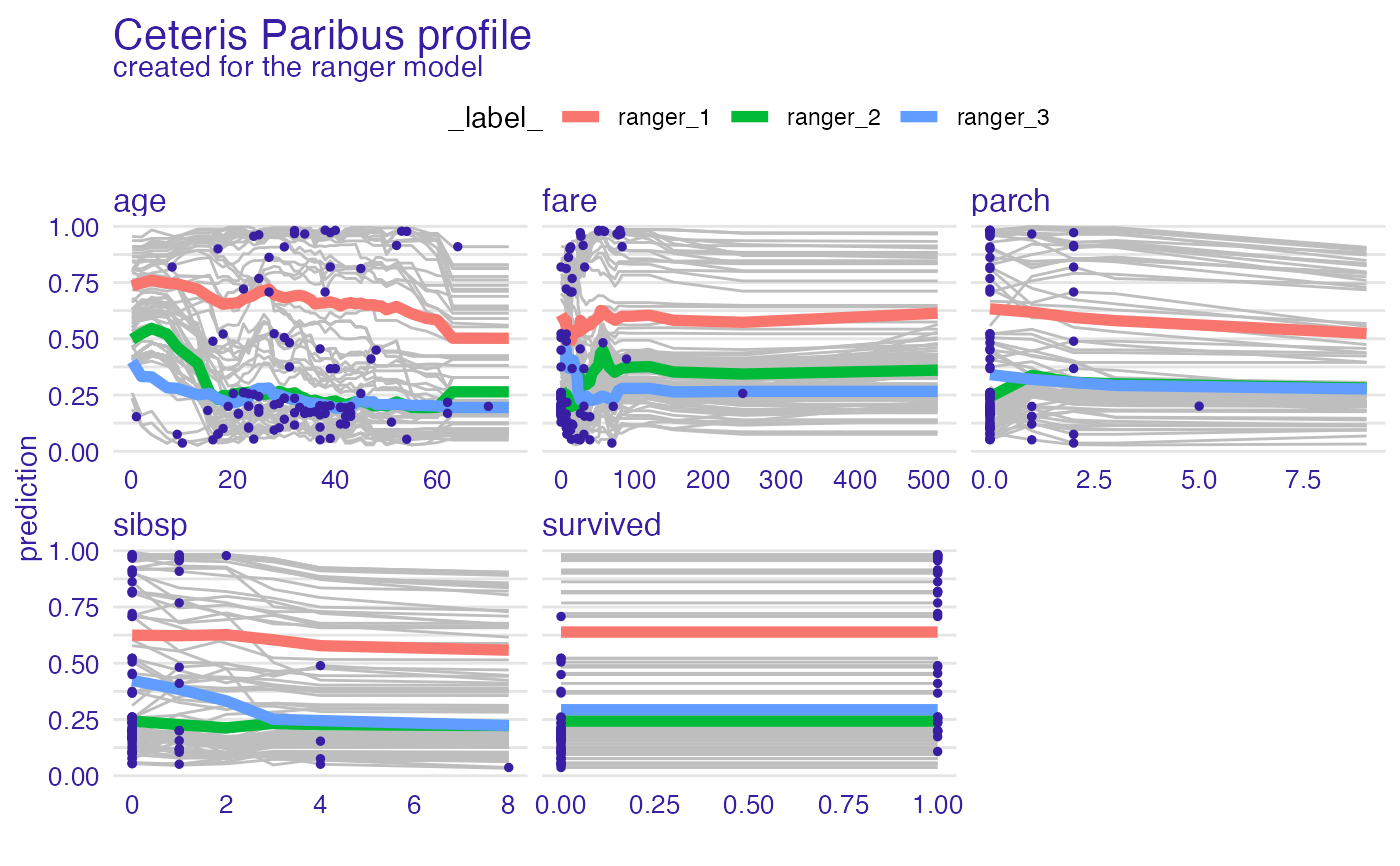 Ceteris Paribus profile
created for the ranger model
_label_ ranger_1 ranger_2 ranger_3
age fare parch
1.00
0.75
0.50
0.25
0.00
0 20 40 60 0 100 200 300 400 500 0.0 2.5 5.0 7.5
prediction
sibsp survived
1.00
0.75
0.50
0.25
0.00
0 2 4 6 8 0.00 0.25 0.50 0.75 1.00